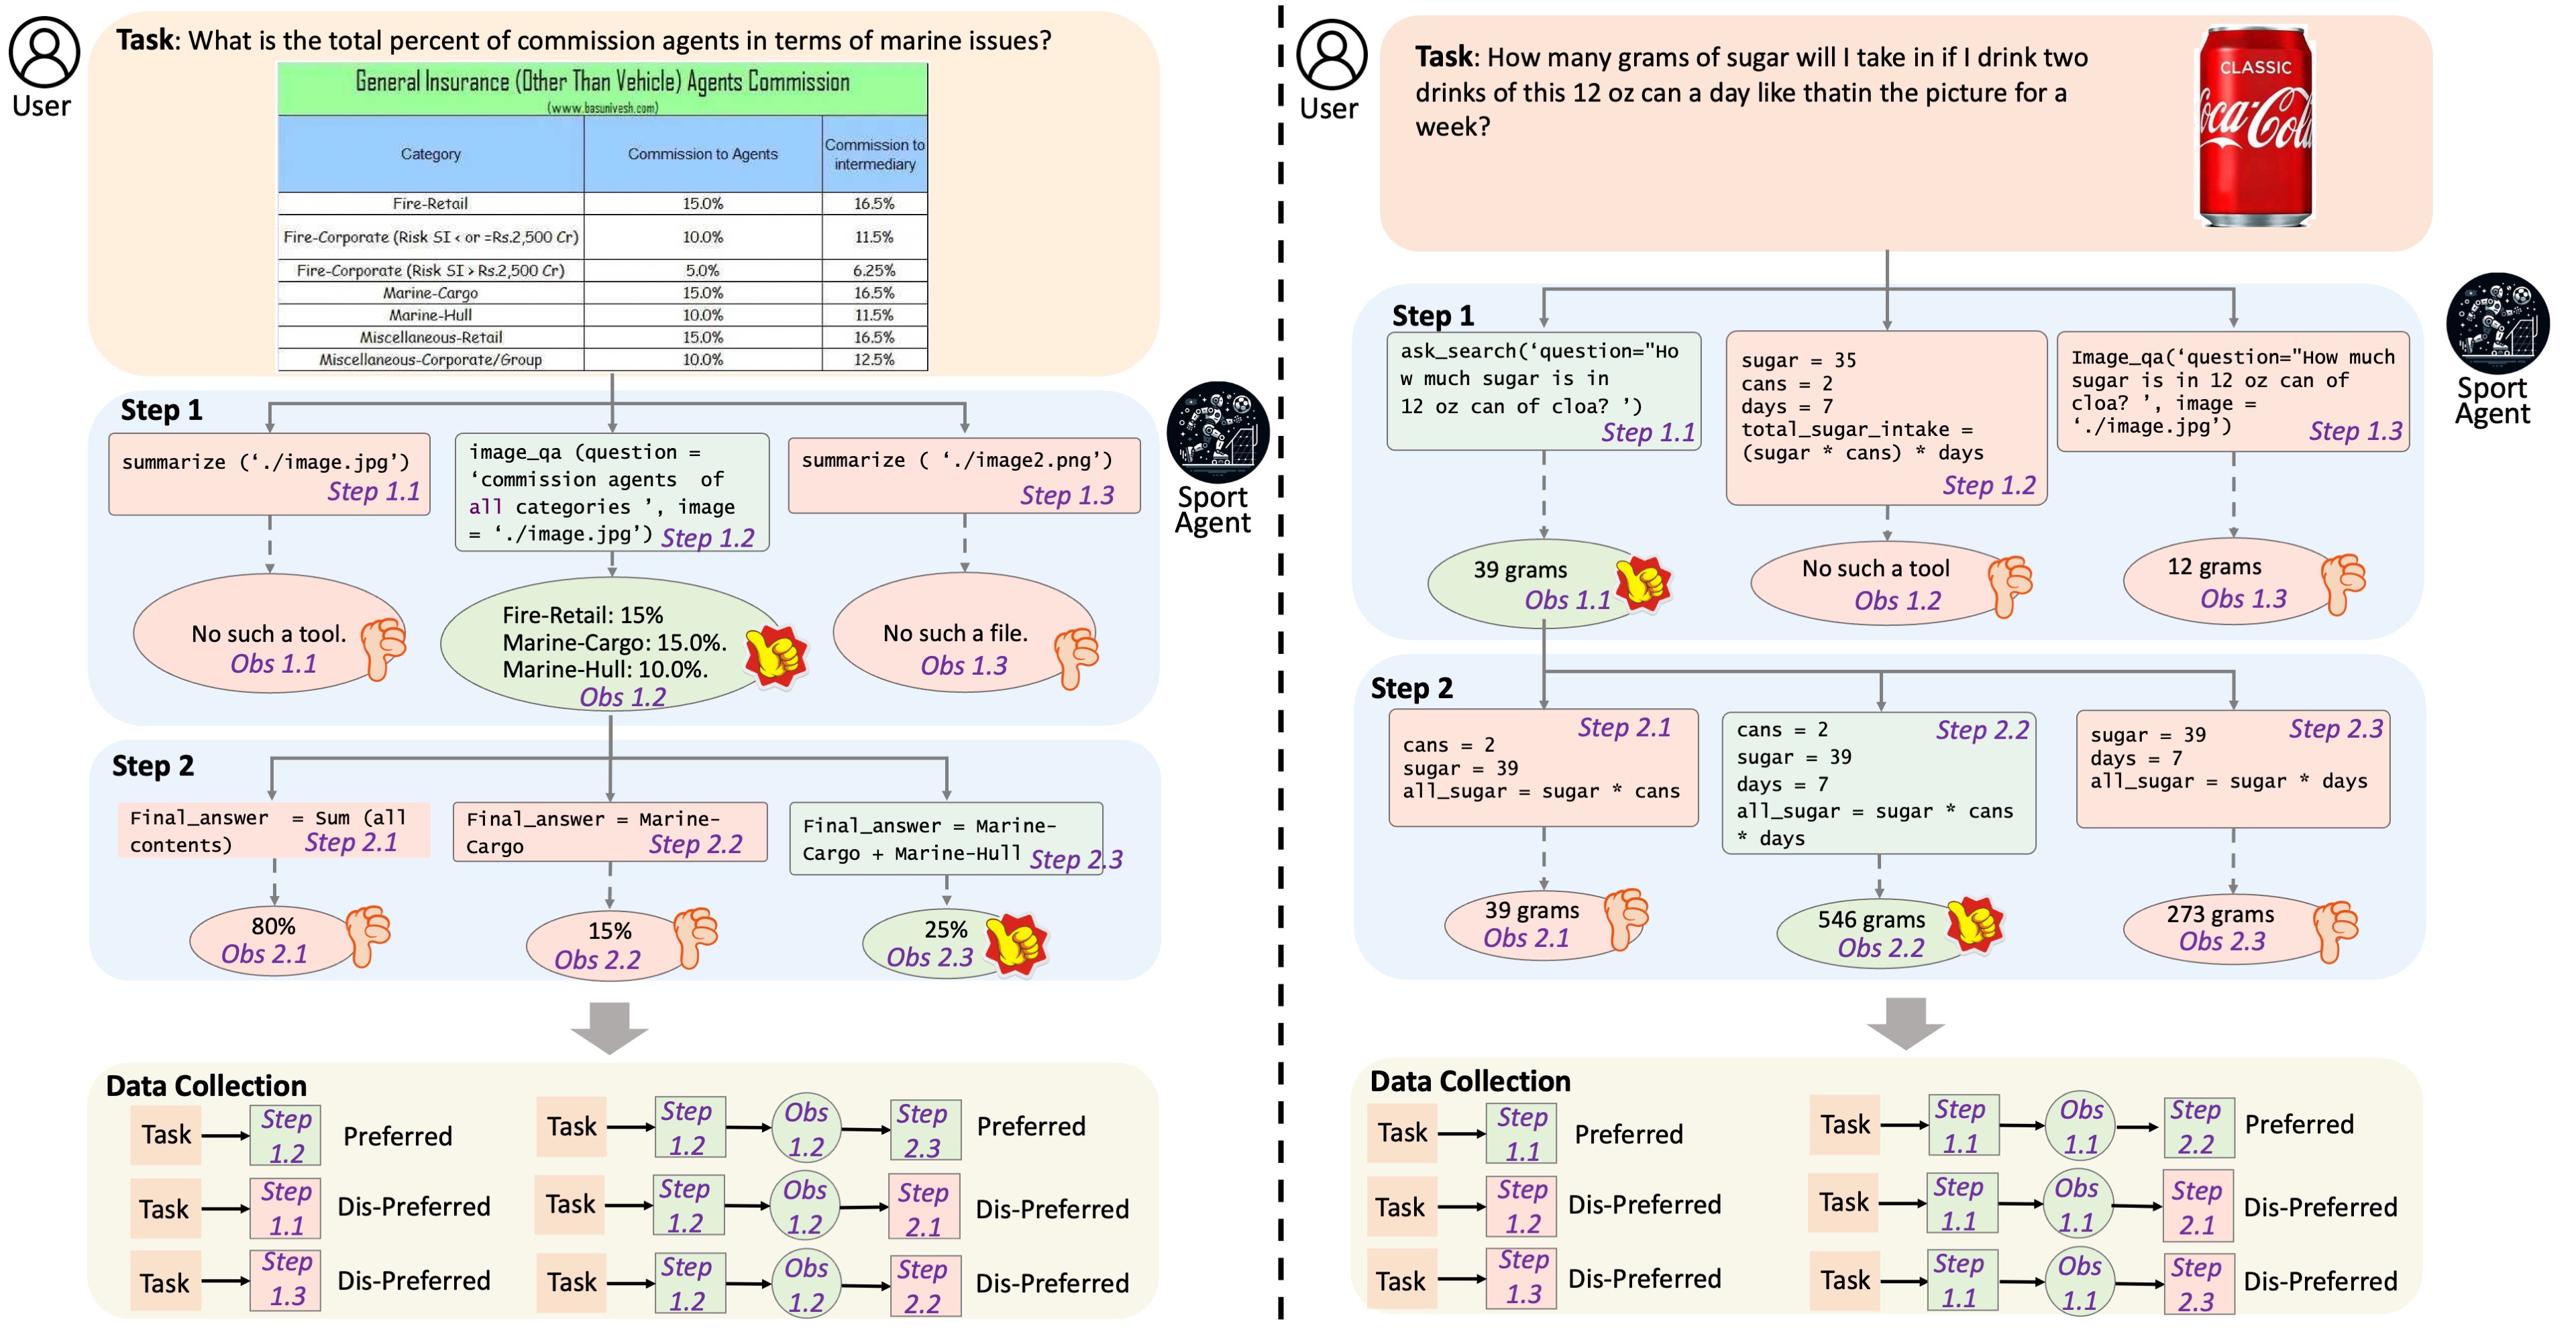 User
Task: What is the total percent of commission agents in terms of marine issues?
General Insurance (Other Than Vehicle) Agents Commission
(www.basunivesh.com)
Category
Commission to Agents
Commission to
intermediary
Fire-Retail
15.0%
16.5%
Fire-Corporate (Risk SI < or =Rs.2,500 Cr)
10.0%
11.5%
Fire-Corporate (Risk SI > Rs.2,500 Cr)
5.0%
6.25%
Marine-Cargo
15.0%
16.5%
Marine-Hull
10.0%
11.5%
Miscellaneous-Retail
15.0%
16.5%
Miscellaneous-Corporate/Group
10.0%
12.5%
Sport
Agent
Step 1
summarize (‘./image.jpg’)
Step 1.1
image_qa (question =
‘commission agents of
all categories ’, image
= ‘./image.jpg’) Step 1.2
summarize ( ‘./image2.png’)
Step 1.3
No such a tool.
Obs 1.1
Fire-Retail: 15%
Marine-Cargo: 15.0%.
Marine-Hull: 10.0%.
Obs 1.2
No such a file.
Obs 1.3
Step 2
Final_answer = Sum (all
contents) Step 2.1
Final_answer = Marine-
Cargo Step 2.2
Final_answer = Marine-
Cargo + Marine-Hull Step 2.3
80%
Obs 2.1
15%
Obs 2.2
25%
Obs 2.3
Data Collection
Task
Step
1.2
Preferred
Task
Step
1.1
Dis-Preferred
Task
Step
1.3
Dis-Preferred
Task
Step
1.2
Obs
1.2
Step
2.3
Preferred
Task
Step
1.2
Obs
1.2
Step
2.1
Dis-Preferred
Task
Step
1.2
Obs
1.2
Step
2.2
Dis-Preferred
User
Task: How many grams of sugar will I take in if I drink two
drinks of this 12 oz can a day like thatin the picture for a
week?
CLASSIC
Coca-Cola
Sport
Agent
Step 1
ask_search(‘question="Ho
w much sugar is in
12 oz can of cloa? ’)
Step 1.1
sugar = 35
cans = 2
days = 7
total_sugar_intake =
(sugar * cans) * days
Step 1.2
Image_qa(‘question="How much
sugar is in 12 oz can of
cloa? ’, image =
‘./image.jpg’)
Step 1.3
39 grams
Obs 1.1
No such a tool
Obs 1.2
12 grams
Obs 1.3
Step 2
Step 2.1
cans = 2
sugar = 39
all_sugar = sugar * cans
Step 2.2
cans = 2
sugar = 39
days = 7
all_sugar = sugar * cans
* days
Step 2.3
sugar = 39
days = 7
all_sugar = sugar * days
39 grams
Obs 2.1
546 grams
Obs 2.2
273 grams
Obs 2.3
Data Collection
Task
Step
1.1
Preferred
Task
Step
1.2
Dis-Preferred
Task
Step
1.3
Dis-Preferred
Task
Step
1.1
Obs
1.1
Step
2.2
Preferred
Task
Step
1.1
Obs
1.1
Step
2.1
Dis-Preferred
Task
Step
1.1
Obs
1.1
Step
2.3
Dis-Preferred